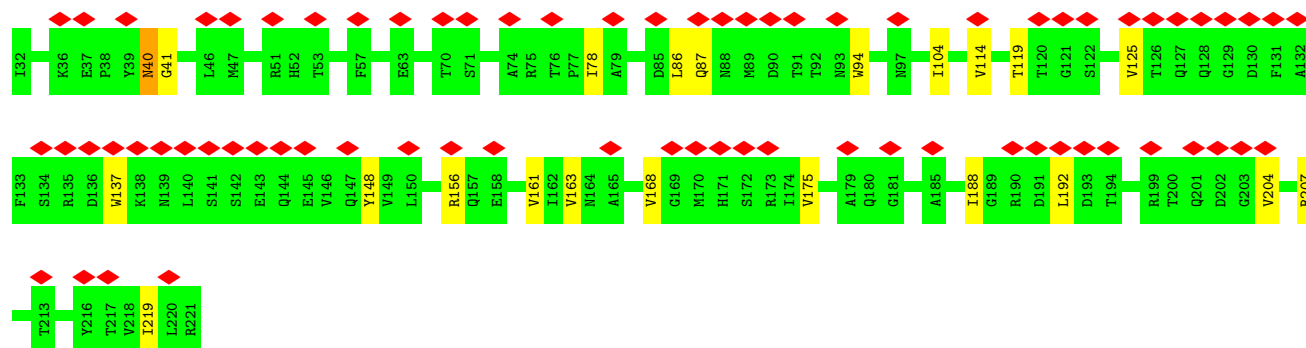 I32 K36 E37 P38 Y39 N40 G41 L46 M47 R51 H52 T53 F57 E63 T70 S71 A74 R75 T76 P77 I78 A79 D85 L86 Q87 N88 M89 D90 T91 T92 N93 W94 N97 I104 V114 T119 T120 G121 S122 V125 T126 Q127 Q128 G129 D130 F131 A132
F133 S134 R135 D136 W137 K138 N139 L140 S141 S142 E143 Q144 E145 V146 Q147 Y148 V149 L150 R156 Q157 E158 V161 I162 V163 N164 A165 V168 G169 M170 H171 S172 R173 I174 V175 A179 Q180 G181 A185 I188 G189 R190 D191 L192 D193 T194 R199 T200 Q201 D202 G203 V204
T213 Y216 T217 V218 I219 L220 R221